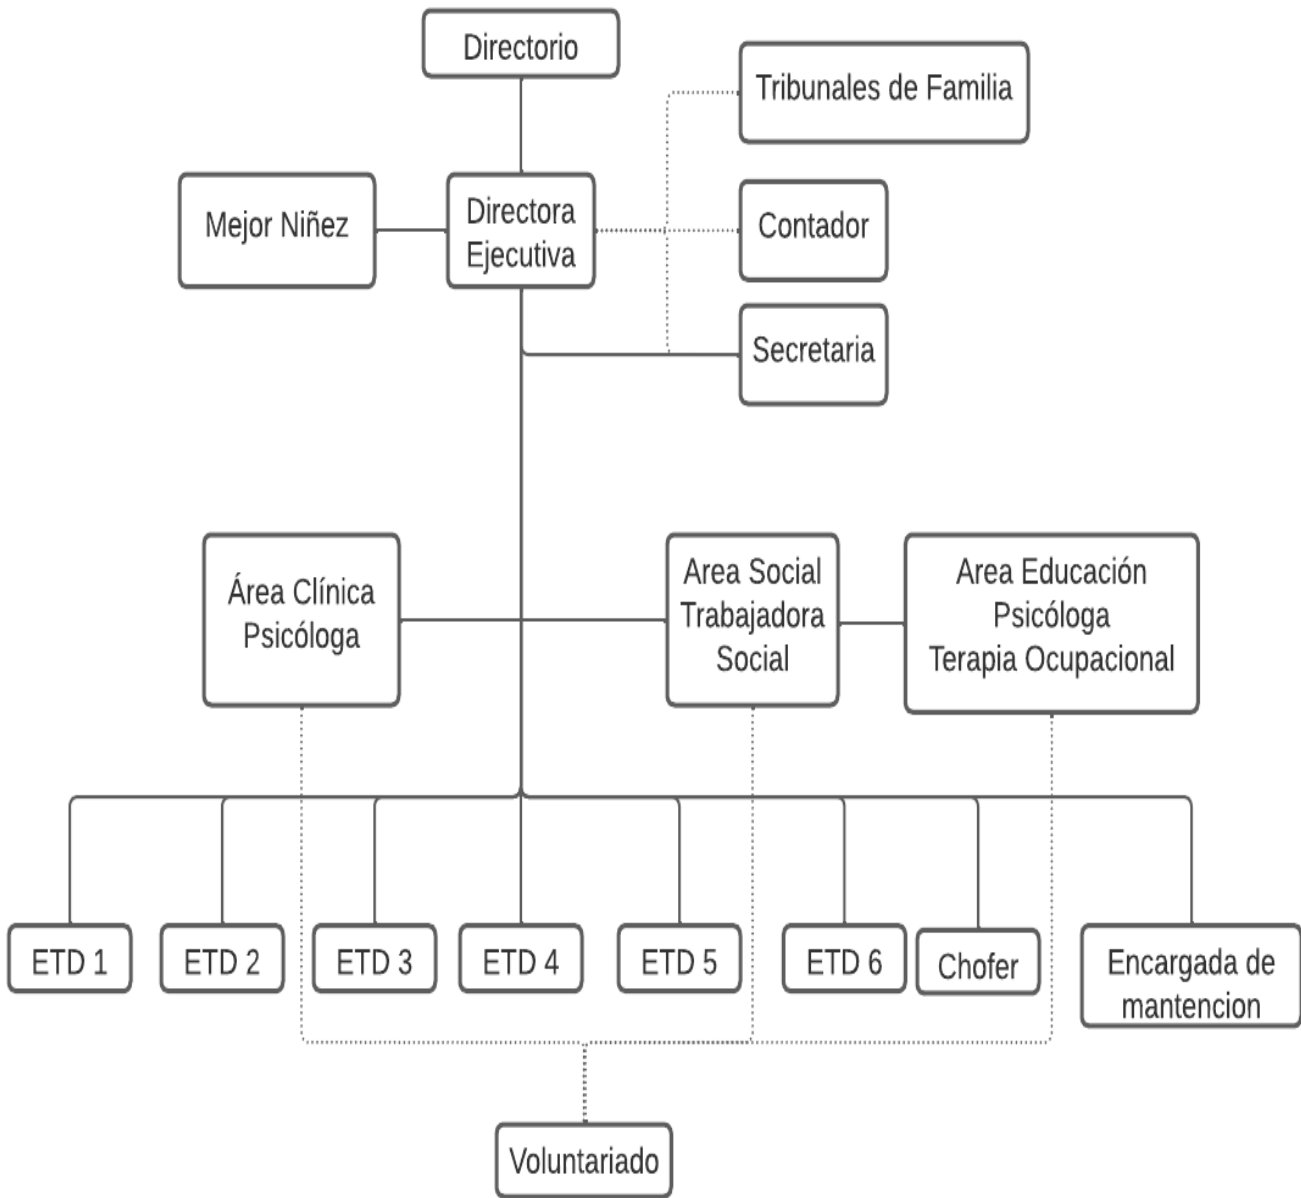 Directorio
Tribunales de Familia
Mejor Niñez
Directora
Ejecutiva
Contador
Secretaria
Área Clínica
Psicóloga
Area Social
Trabajadora
Social
Area Educación
Psicóloga
Terapia Ocupacional
ETD 1
ETD 2
ETD 3
ETD 4
ETD 5
ETD 6
Chofer
Encargada de
mantencion
Voluntariado